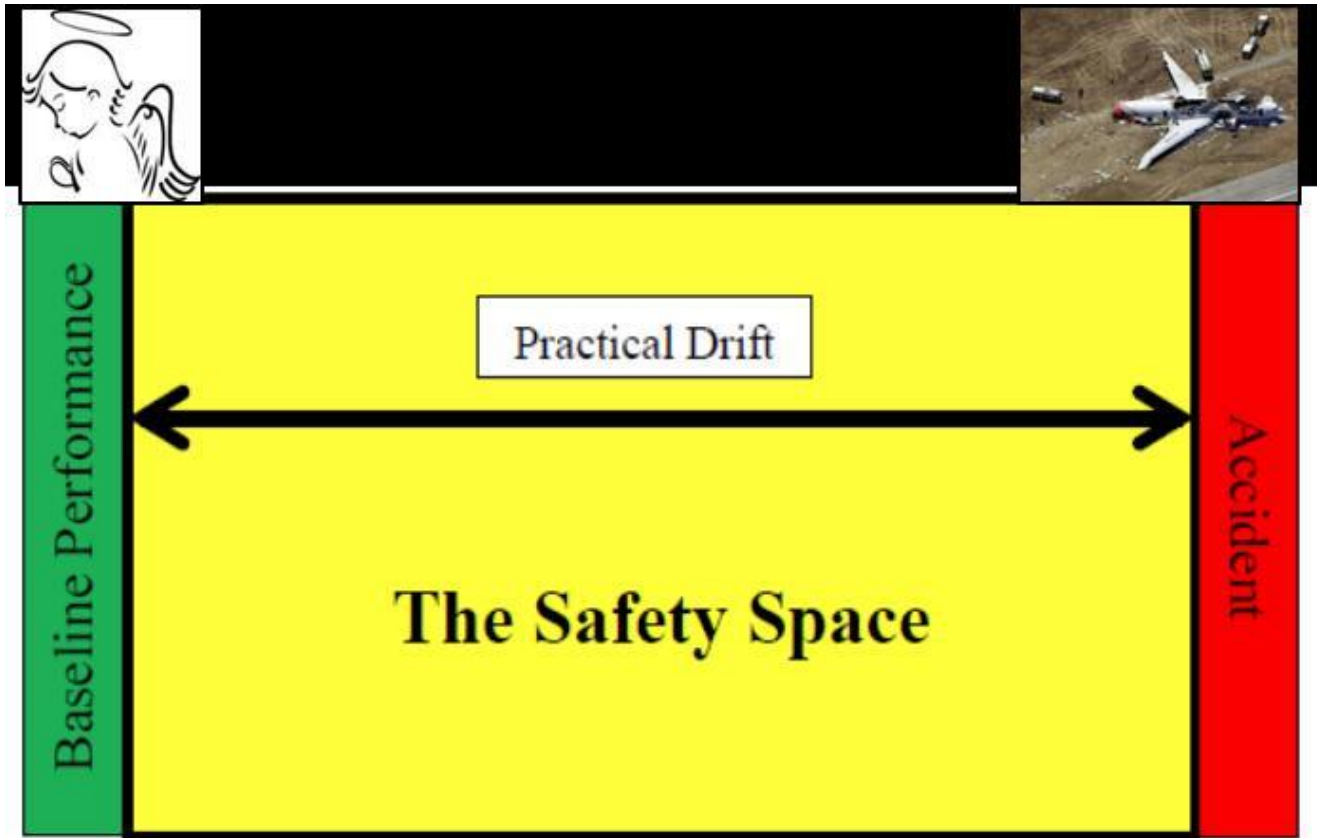 Practical Drift
Baseline Performance
Accident
The Safety Space